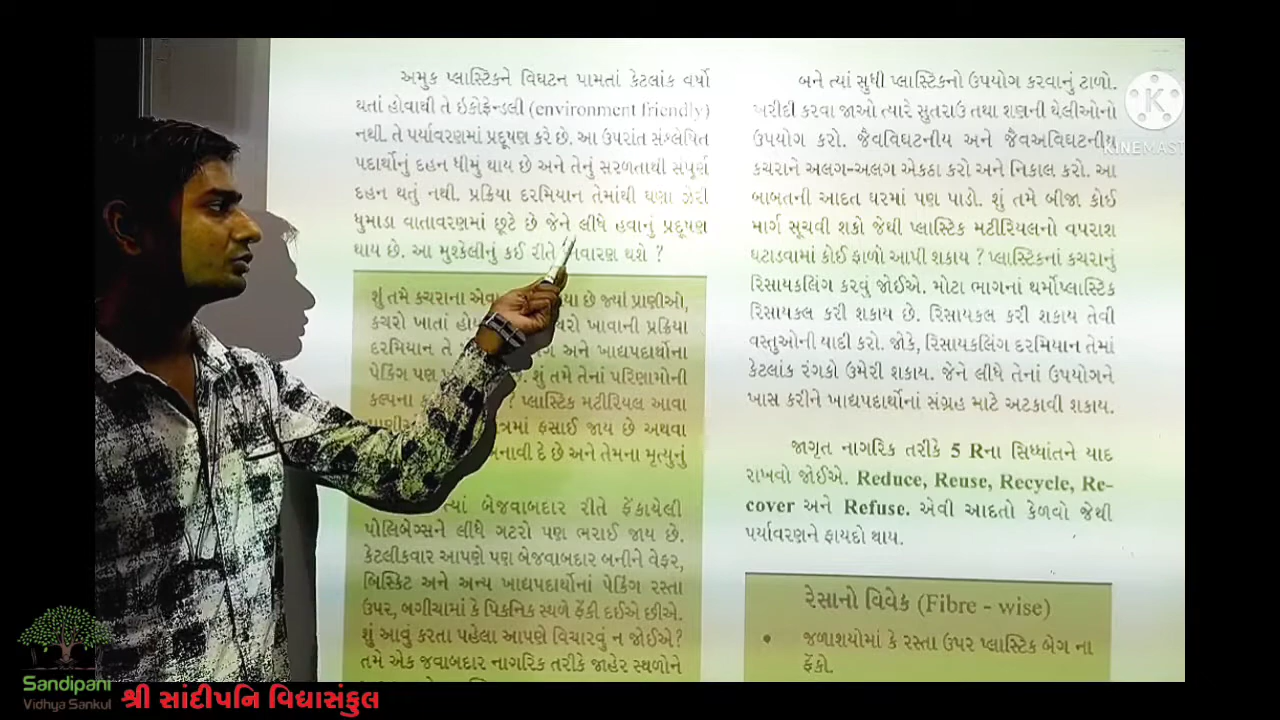 અમુક પ્લાસ્ટિકને વિઘટન પામતાં કેટલાંક વર્ષો
થતાં હોવાથી તે ઇકોફ્રેન્ડલી (environment friendly)
નથી. તે પર્યાવરણમાં પ્રદૂષણ કરે છે. આ ઉપરાંત સંશ્લેષિત
પદાર્થોનું દહન ધીમું થાય છે અને તેનું સરળતાથી સંપૂર્ણ
દહન થતું નથી. પ્રક્રિયા દરમિયાન તેમાંથી ઘણા ઝેરી
ધુમાડા વાતાવરણમાં છૂટે છે જેને લીધે હવાનું પ્રદૂષણ
થાય છે. આ મુશ્કેલીનું કઈ રીતે થશે ?
શું તમે કચરાના છે જ્યાં પ્રાણીઓ,
કચરો ખાતાં ખાવાની પ્રક્રિયા
દરમિયાન તે અને ખાદ્યપદાર્થોના
પેકિંગ પણ શું તમે તેનાં પરિણામોની
કલ્પના ? પ્લાસ્ટિક મટીરિયલ આવા
ફસાઈ જાય છે અથવા
દે છે અને તેમના મૃત્યુનું
બેજવાબદાર રીતે ફેંકાયેલી
પોલિબેગ્સને લીધે ગટરો પણ ભરાઈ જાય છે.
કેટલીકવાર આપણે પણ બેજવાબદાર બનીને વેફર,
બિસ્કિટ અને અન્ય ખાદ્યપદાર્થોનાં પેકિંગ રસ્તા
ઉપર, બગીચામાં કે પિકનિક સ્થળે ફેંકી દઈએ છીએ.
શું આવું કરતા પહેલા આપણે વિચારવું ન જોઈએ?
તમે એક જવાબદાર નાગરિક તરીકે જાહેર સ્થળોને
બને ત્યાં સુધી પ્લાસ્ટિકનો ઉપયોગ કરવાનું ટાળો.
ખરીદી કરવા જાઓ ત્યારે સુતરાઉ તથા શણની થેલીઓનો
ઉપયોગ કરો. જૈવવિઘટનીય અને જૈવઅવિઘટનીય
કચરાને અલગ-અલગ એકઠા કરો અને નિકાલ કરો. આ
બાબતની આદત ઘરમાં પણ પાડો. શું તમે બીજા કોઈ
માર્ગ સૂચવી શકો જેથી પ્લાસ્ટિક મટીરિયલનો વપરાશ
ઘટાડવામાં કોઈ ફાળો આપી શકાય ? પ્લાસ્ટિકનાં કચરાનું
રિસાયકલિંગ કરવું જોઈએ. મોટા ભાગનાં થર્મોપ્લાસ્ટિક
રિસાયકલ કરી શકાય છે. રિસાયકલ કરી શકાય તેવી
વસ્તુઓની યાદી કરો. જોકે, રિસાયકલિંગ દરમિયાન તેમાં
કેટલાંક રંગકો ઉમેરી શકાય. જેને લીધે તેનાં ઉપયોગને
ખાસ કરીને ખાદ્યપદાર્થોનાં સંગ્રહ માટે અટકાવી શકાય.
જાગૃત નાગરિક તરીકે 5 Rના સિધ્ધાંતને યાદ
રાખવો જોઈએ. Reduce, Reuse, Recycle, Re-
cover અને Refuse. એવી આદતો કેળવો જેથી
પર્યાવરણને ફાયદો થાય.
રેસાનો વિવેક (Fibre - wise)
• જળાશયોમાં કે રસ્તા ઉપર પ્લાસ્ટિક બેગ ના
ફેંકો.
K
KINEMAST
Sandipani
Vidhya Sankul
શ્રી સાંદીપનિ વિદ્યાસંકુલ